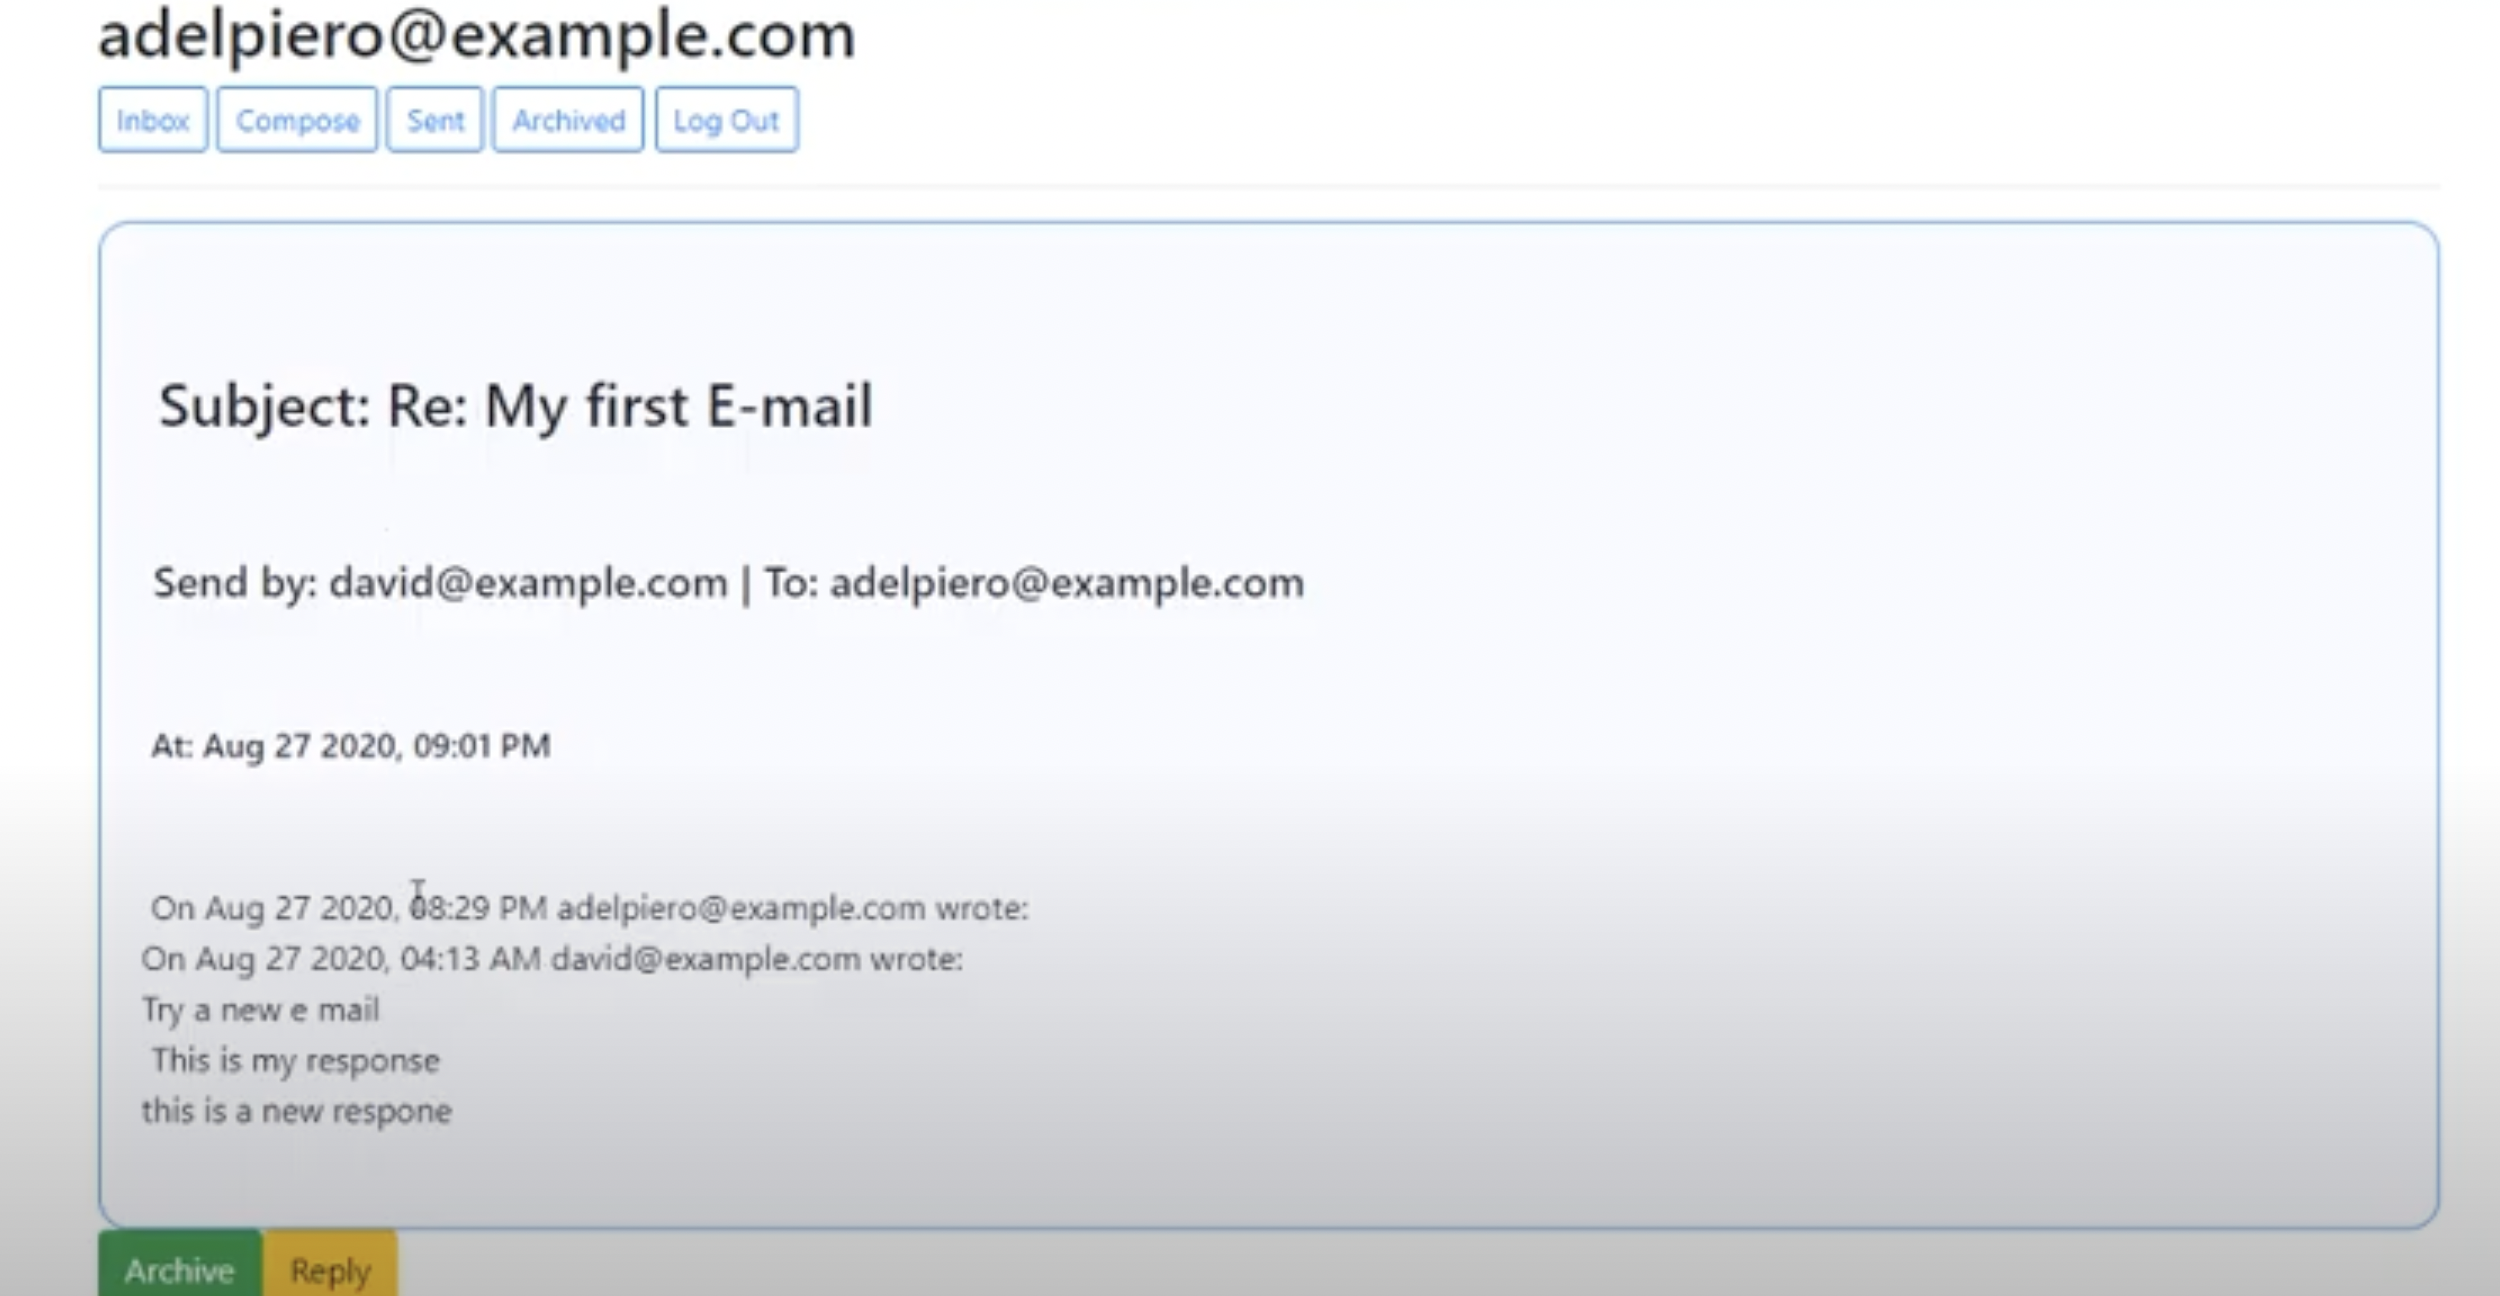 adelpiero@example.com
Inbox Compose Sent Archived Log Out
Subject: Re: My first E-mail
Send by: david@example.com | To: adelpiero@example.com
At: Aug 27 2020, 09:01 PM
On Aug 27 2020, 08:29 PM adelpiero@example.com wrote:
On Aug 27 2020, 04:13 AM david@example.com wrote:
Try a new e mail
This is my response
this is a new respone
Archive Reply